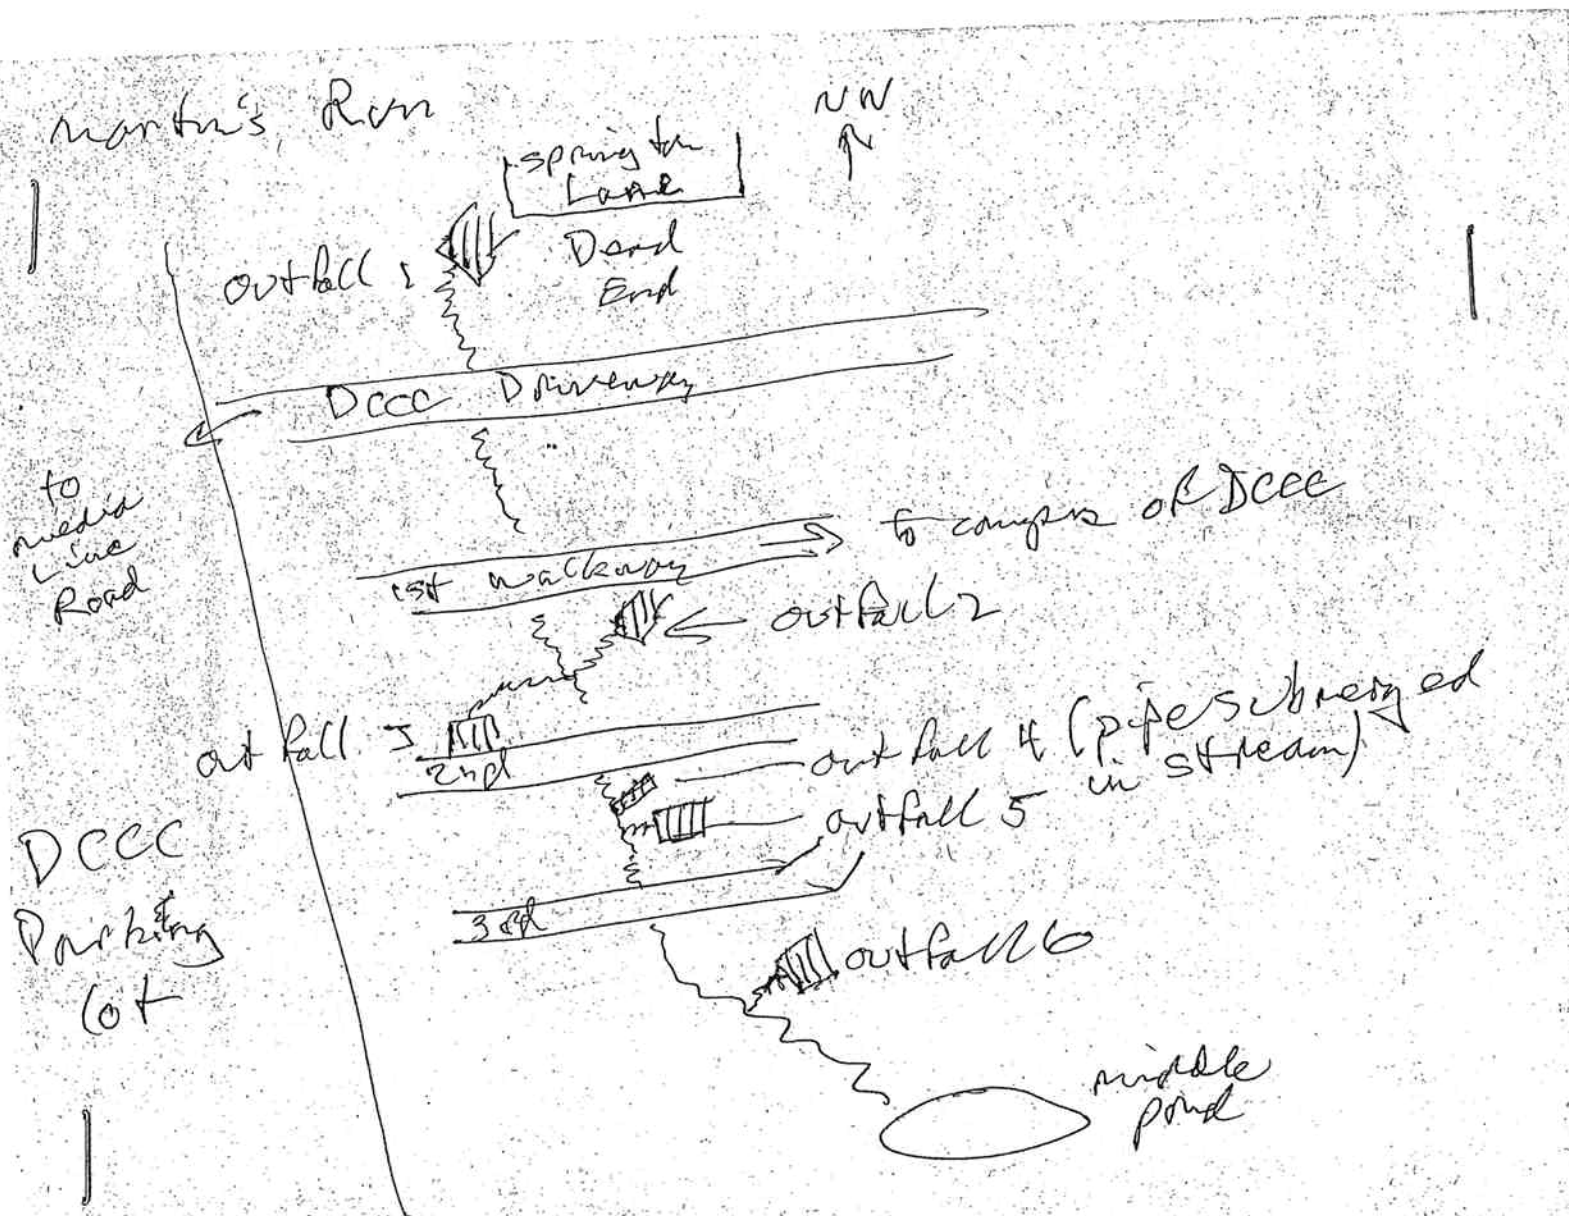 Martin's Run
NW
Springton
Lane
Dead
End
outfall 1
DCCC Driveway
to
media
Line
Road
to campus of DCCC
1st walkway
outfall 2
outfall 3
2nd
outfall 4 (pipe submerged
in stream)
outfall 5
DCCC
Parking
Lot
3rd
outfall 6
middle
pond